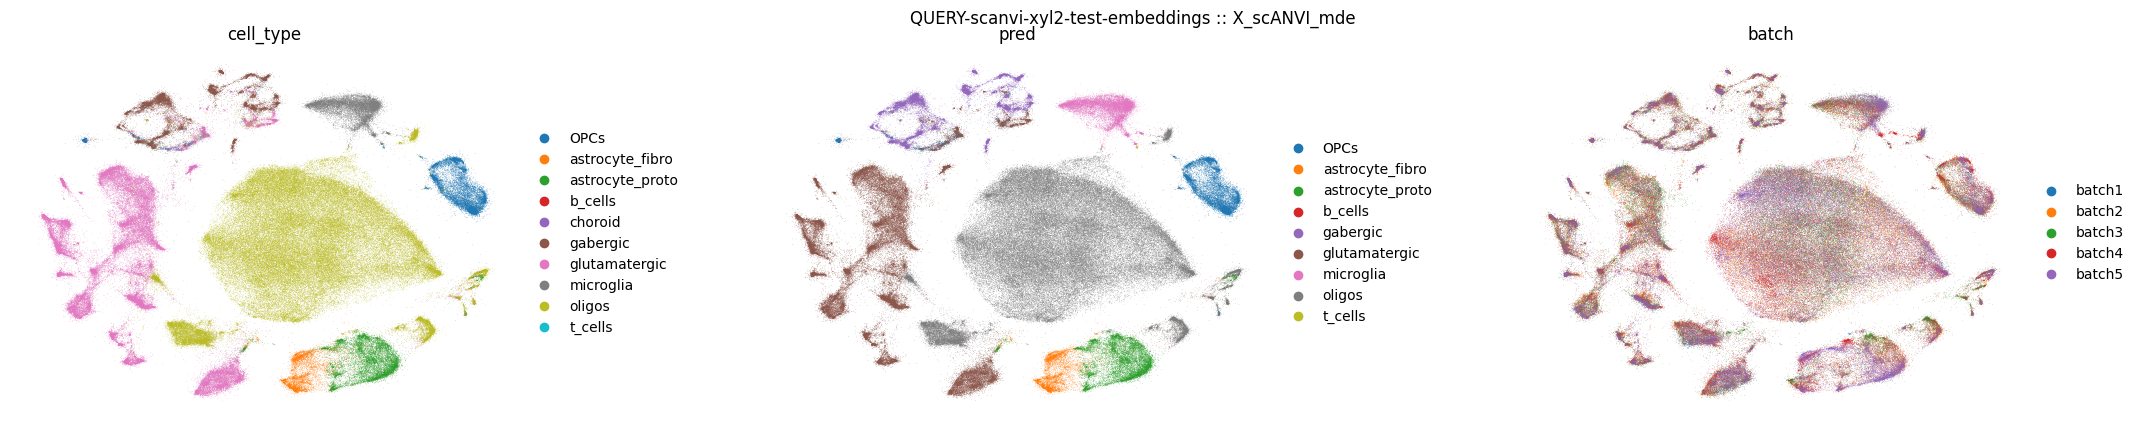 QUERY-scanvi-xyl2-test-embeddings :: X_scANVI_mde
cell_type
OPCs
astrocyte_fibro
astrocyte_proto
b_cells
choroid
gabergic
glutamatergic
microglia
oligos
t_cells
pred
OPCs
astrocyte_fibro
astrocyte_proto
b_cells
gabergic
glutamatergic
microglia
oligos
t_cells
batch
batch1
batch2
batch3
batch4
batch5